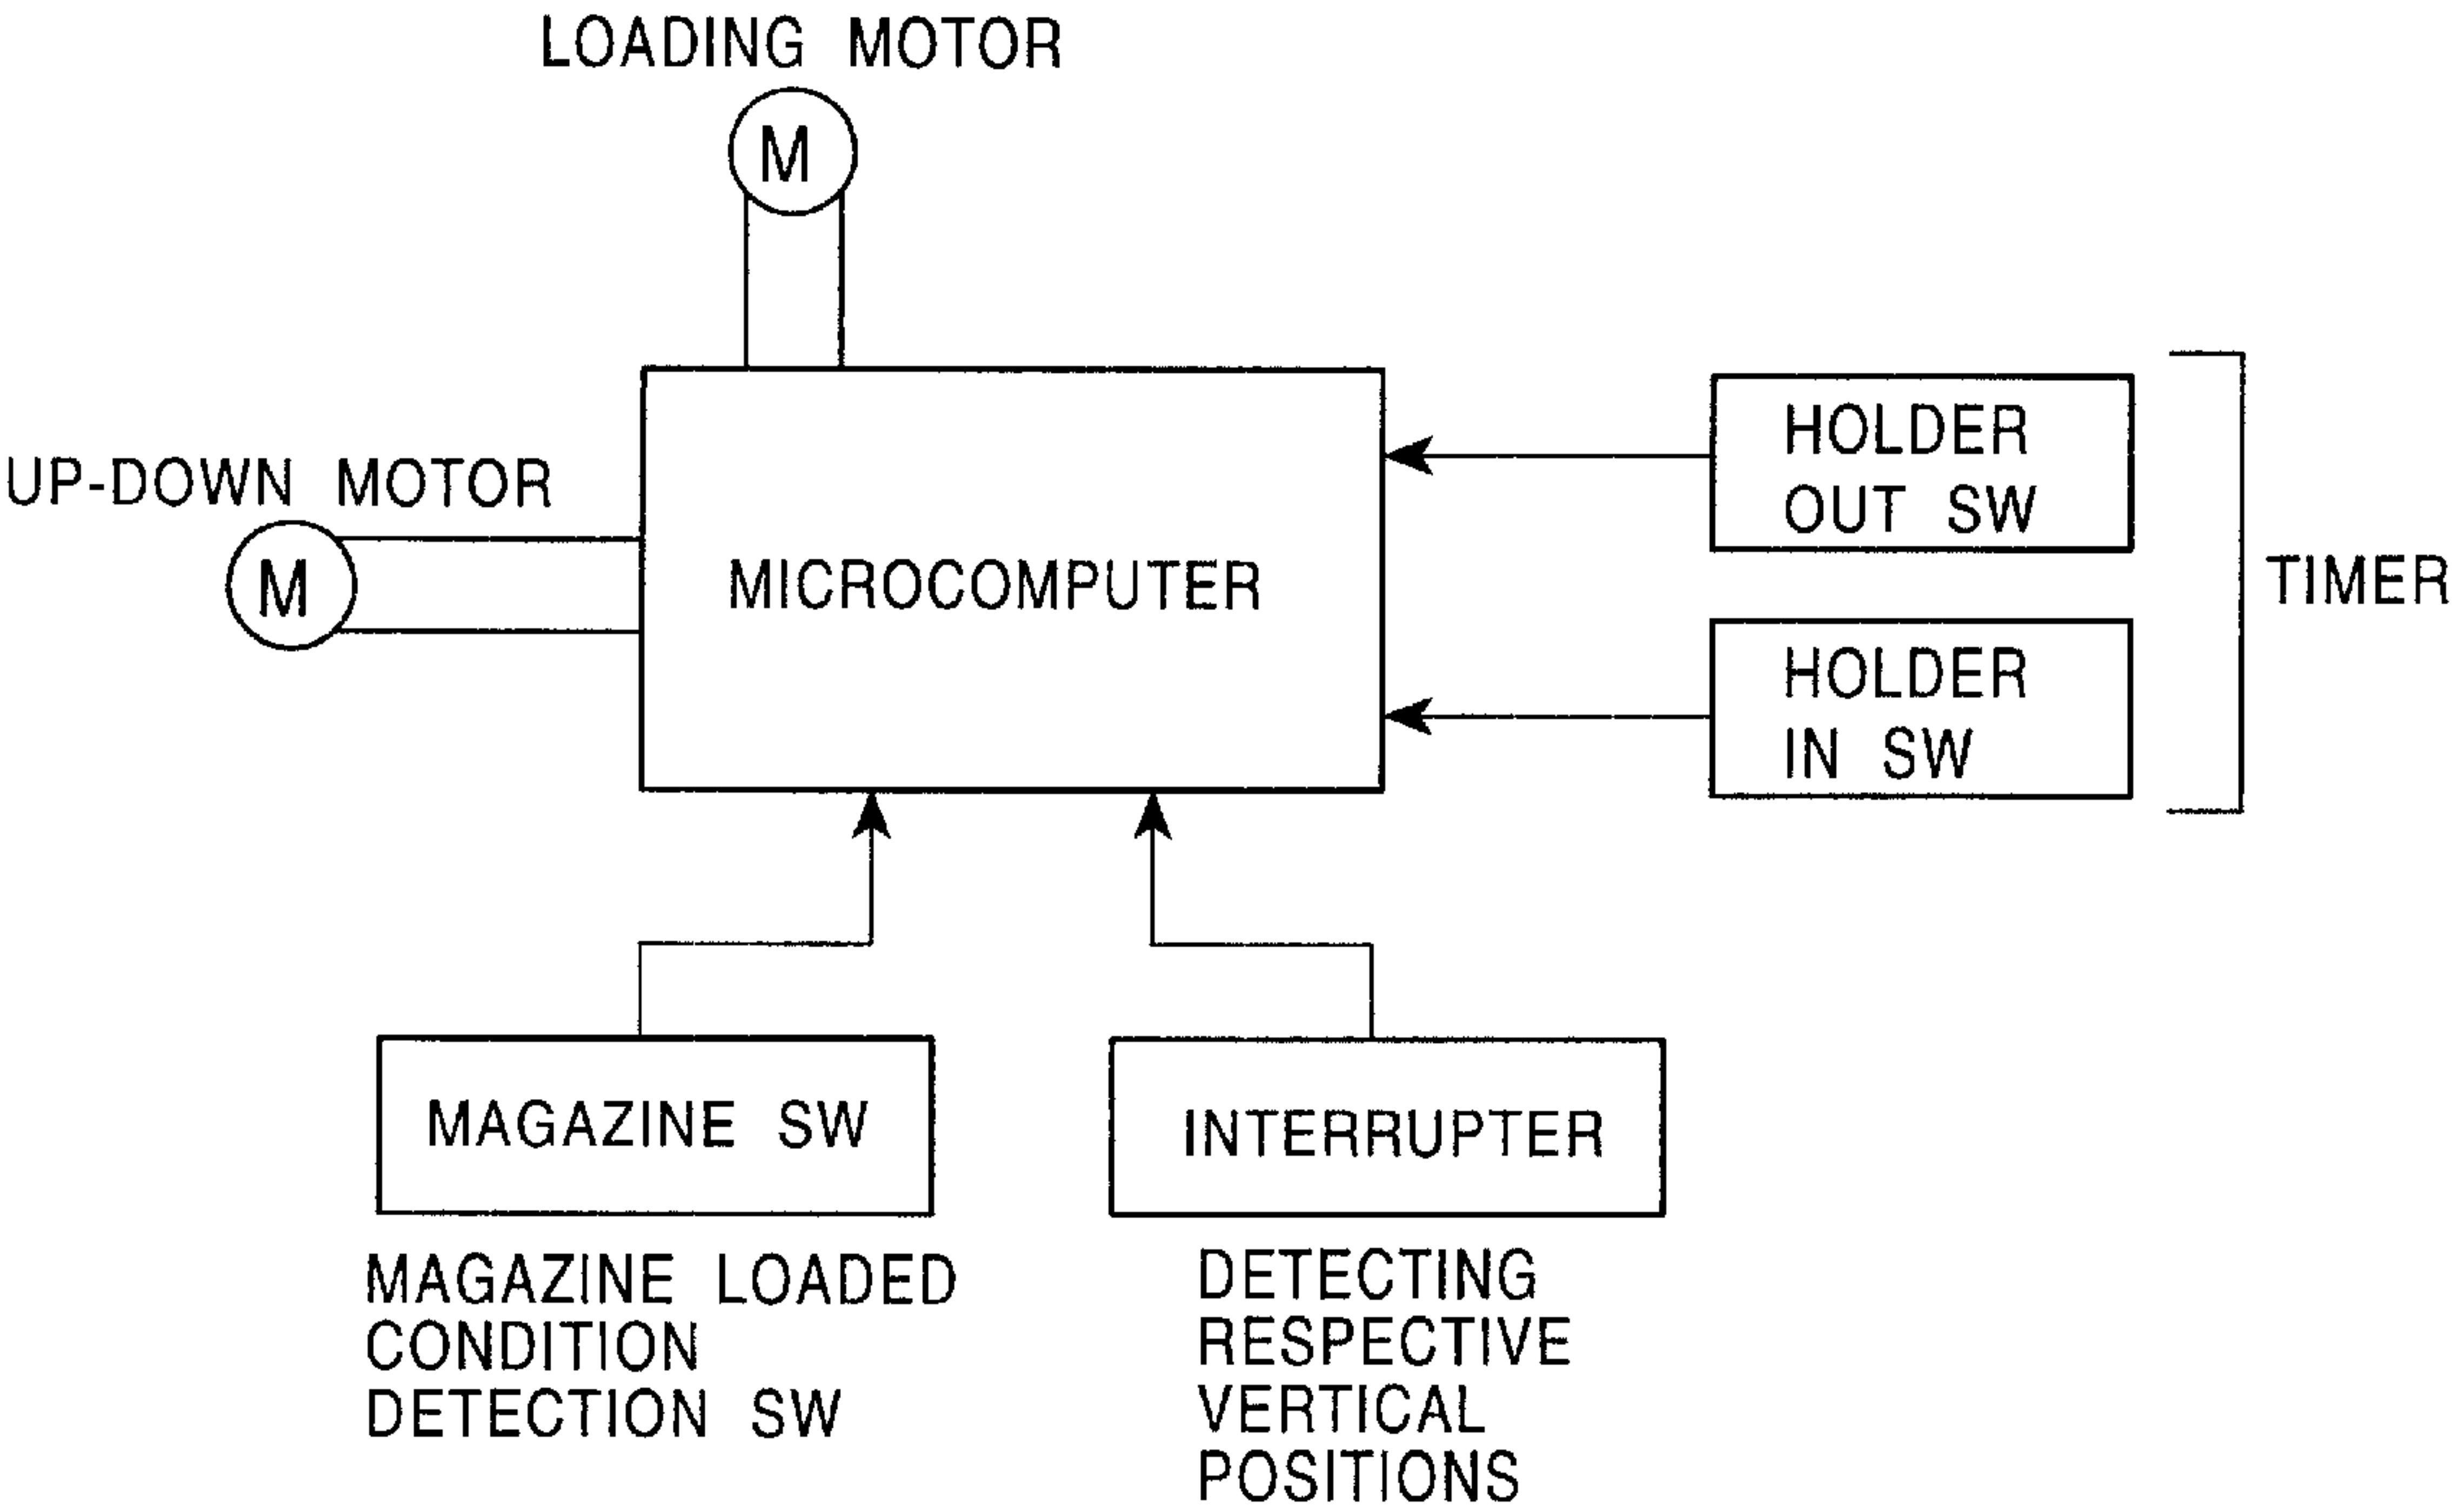 LOADING MOTOR
M
UP-DOWN MOTOR
M
MICROCOMPUTER
HOLDER
OUT SW
HOLDER
IN SW
TIMER
MAGAZINE SW
INTERRUPTER
MAGAZINE LOADED
CONDITION
DETECTION SW
DETECTING
RESPECTIVE
VERTICAL
POSITIONS